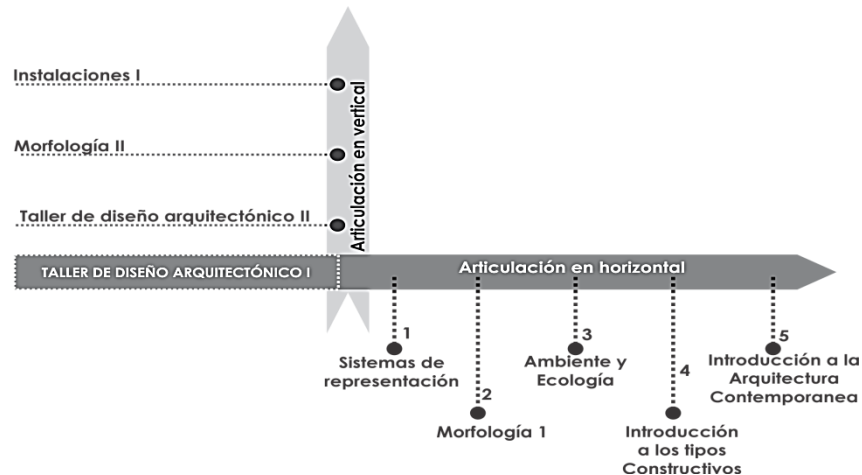 Instalaciones I
Morfología II
Taller de diseño arquitectónico II
Articulación en vertical
TALLER DE DISEÑO ARQUITECTÓNICO I
Articulación en horizontal
1
Sistemas de
representación
2
Morfología 1
3
Ambiente y
Ecología
4
Introducción
a los tipos
Constructivos
5
Introducción a la
Arquitectura
Contemporanea